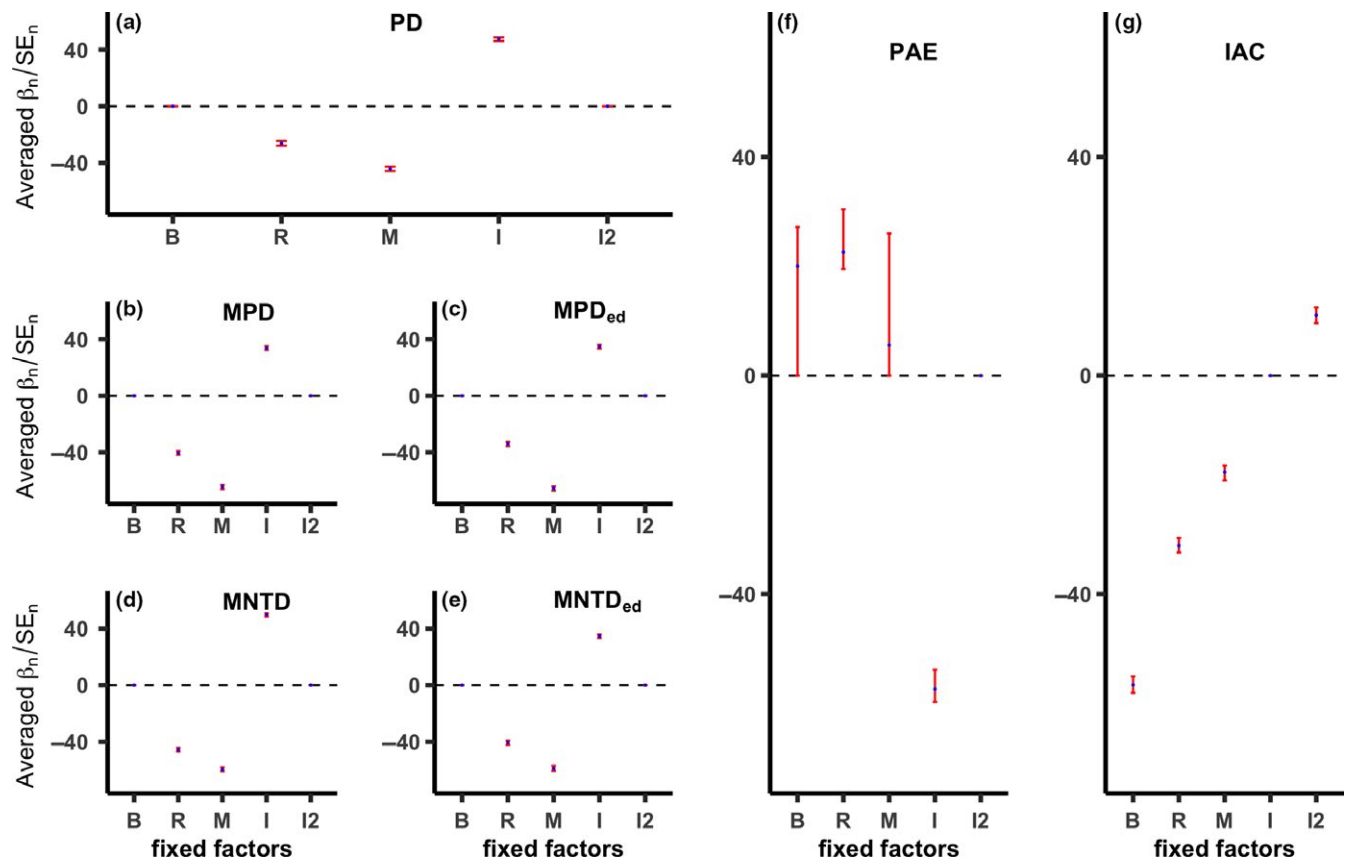 (a) PD
Averaged βn/SEn
40
0
−40
B R M I I2
(b) MPD
Averaged βn/SEn
40
0
−40
B R M I I2
(c) MPDed
40
0
−40
B R M I I2
(d) MNTD
Averaged βn/SEn
40
0
−40
B R M I I2
fixed factors
(e) MNTDed
40
0
−40
B R M I I2
fixed factors
(f)
PAE
40
0
−40
B R M I I2
fixed factors
(g)
IAC
40
0
−40
B R M I I2
fixed factors